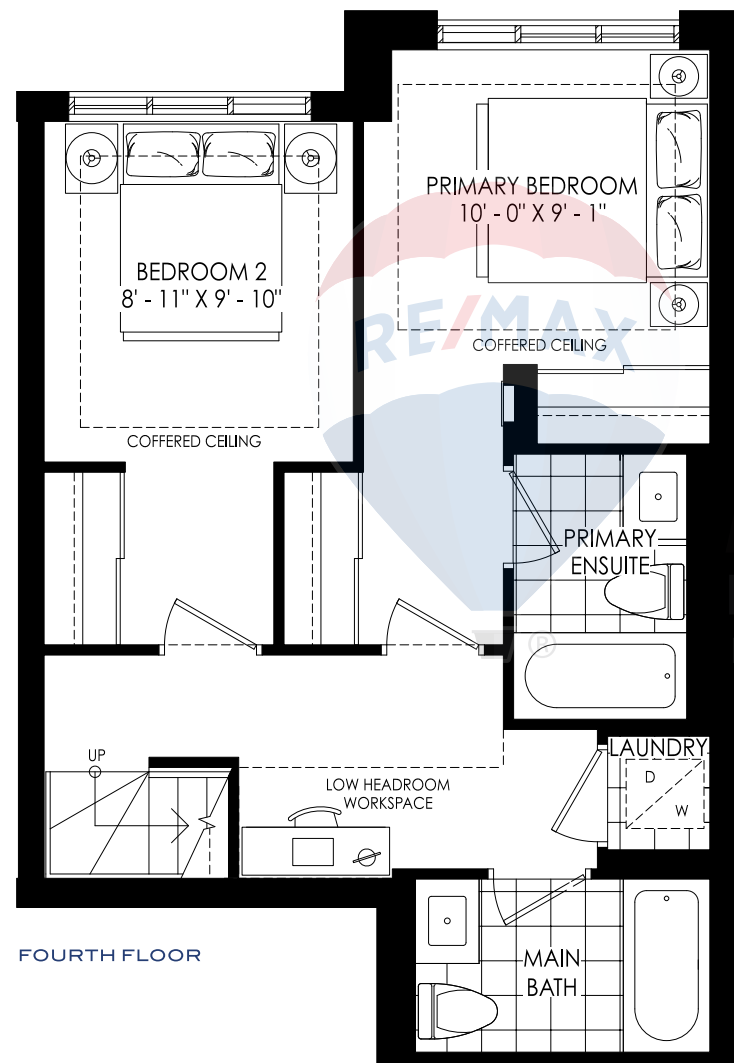 PRIMARY BEDROOM
10' - 0" X 9' - 1"
BEDROOM 2
8' - 11" X 9' - 10"
RE/MAX
COFFERED CEILING
COFFERED CEILING
PRIMARY
ENSUITE
®
UP
LAUNDRY
D
W
LOW HEADROOM
WORKSPACE
FOURTH FLOOR
MAIN
BATH